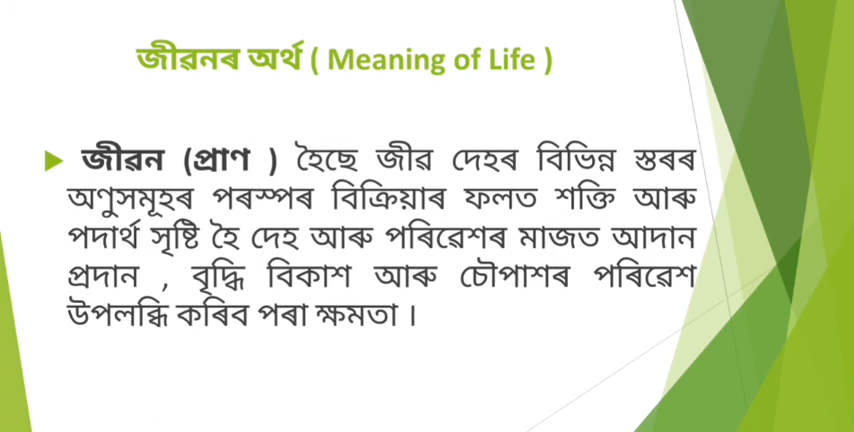 জীৱনৰ অৰ্থ ( Meaning of Life )
জীৱন (প্ৰাণ ) হৈছে জীৱ দেহৰ বিভিন্ন স্তৰৰ
অণুসমূহৰ পৰস্পৰ বিক্ৰিয়াৰ ফলত শক্তি আৰু
পদাৰ্থ সৃষ্টি হৈ দেহ আৰু পৰিৱেশৰ মাজত আদান
প্ৰদান , বৃদ্ধি বিকাশ আৰু চৌপাশৰ পৰিৱেশ
উপলব্ধি কৰিব পৰা ক্ষমতা ।